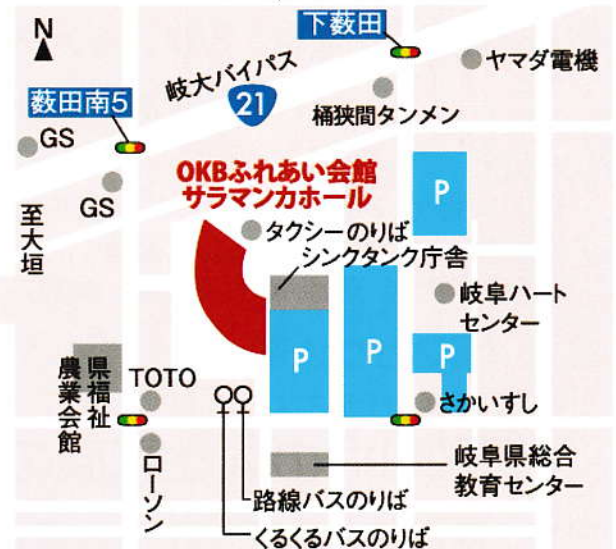 N
下薮田
ヤマダ電機
岐大バイパス
21
桶狭間タンメン
薮田南5
GS
GS
至大垣
OKBふれあい会館
サラマンカホール
タクシーのりば
シンクタンク庁舎
P
P
P
P
岐阜ハート
センター
県福祉
農業会館
TOTO
ローソン
さかいすし
岐阜県総合
教育センター
路線バスのりば
くるくるバスのりば